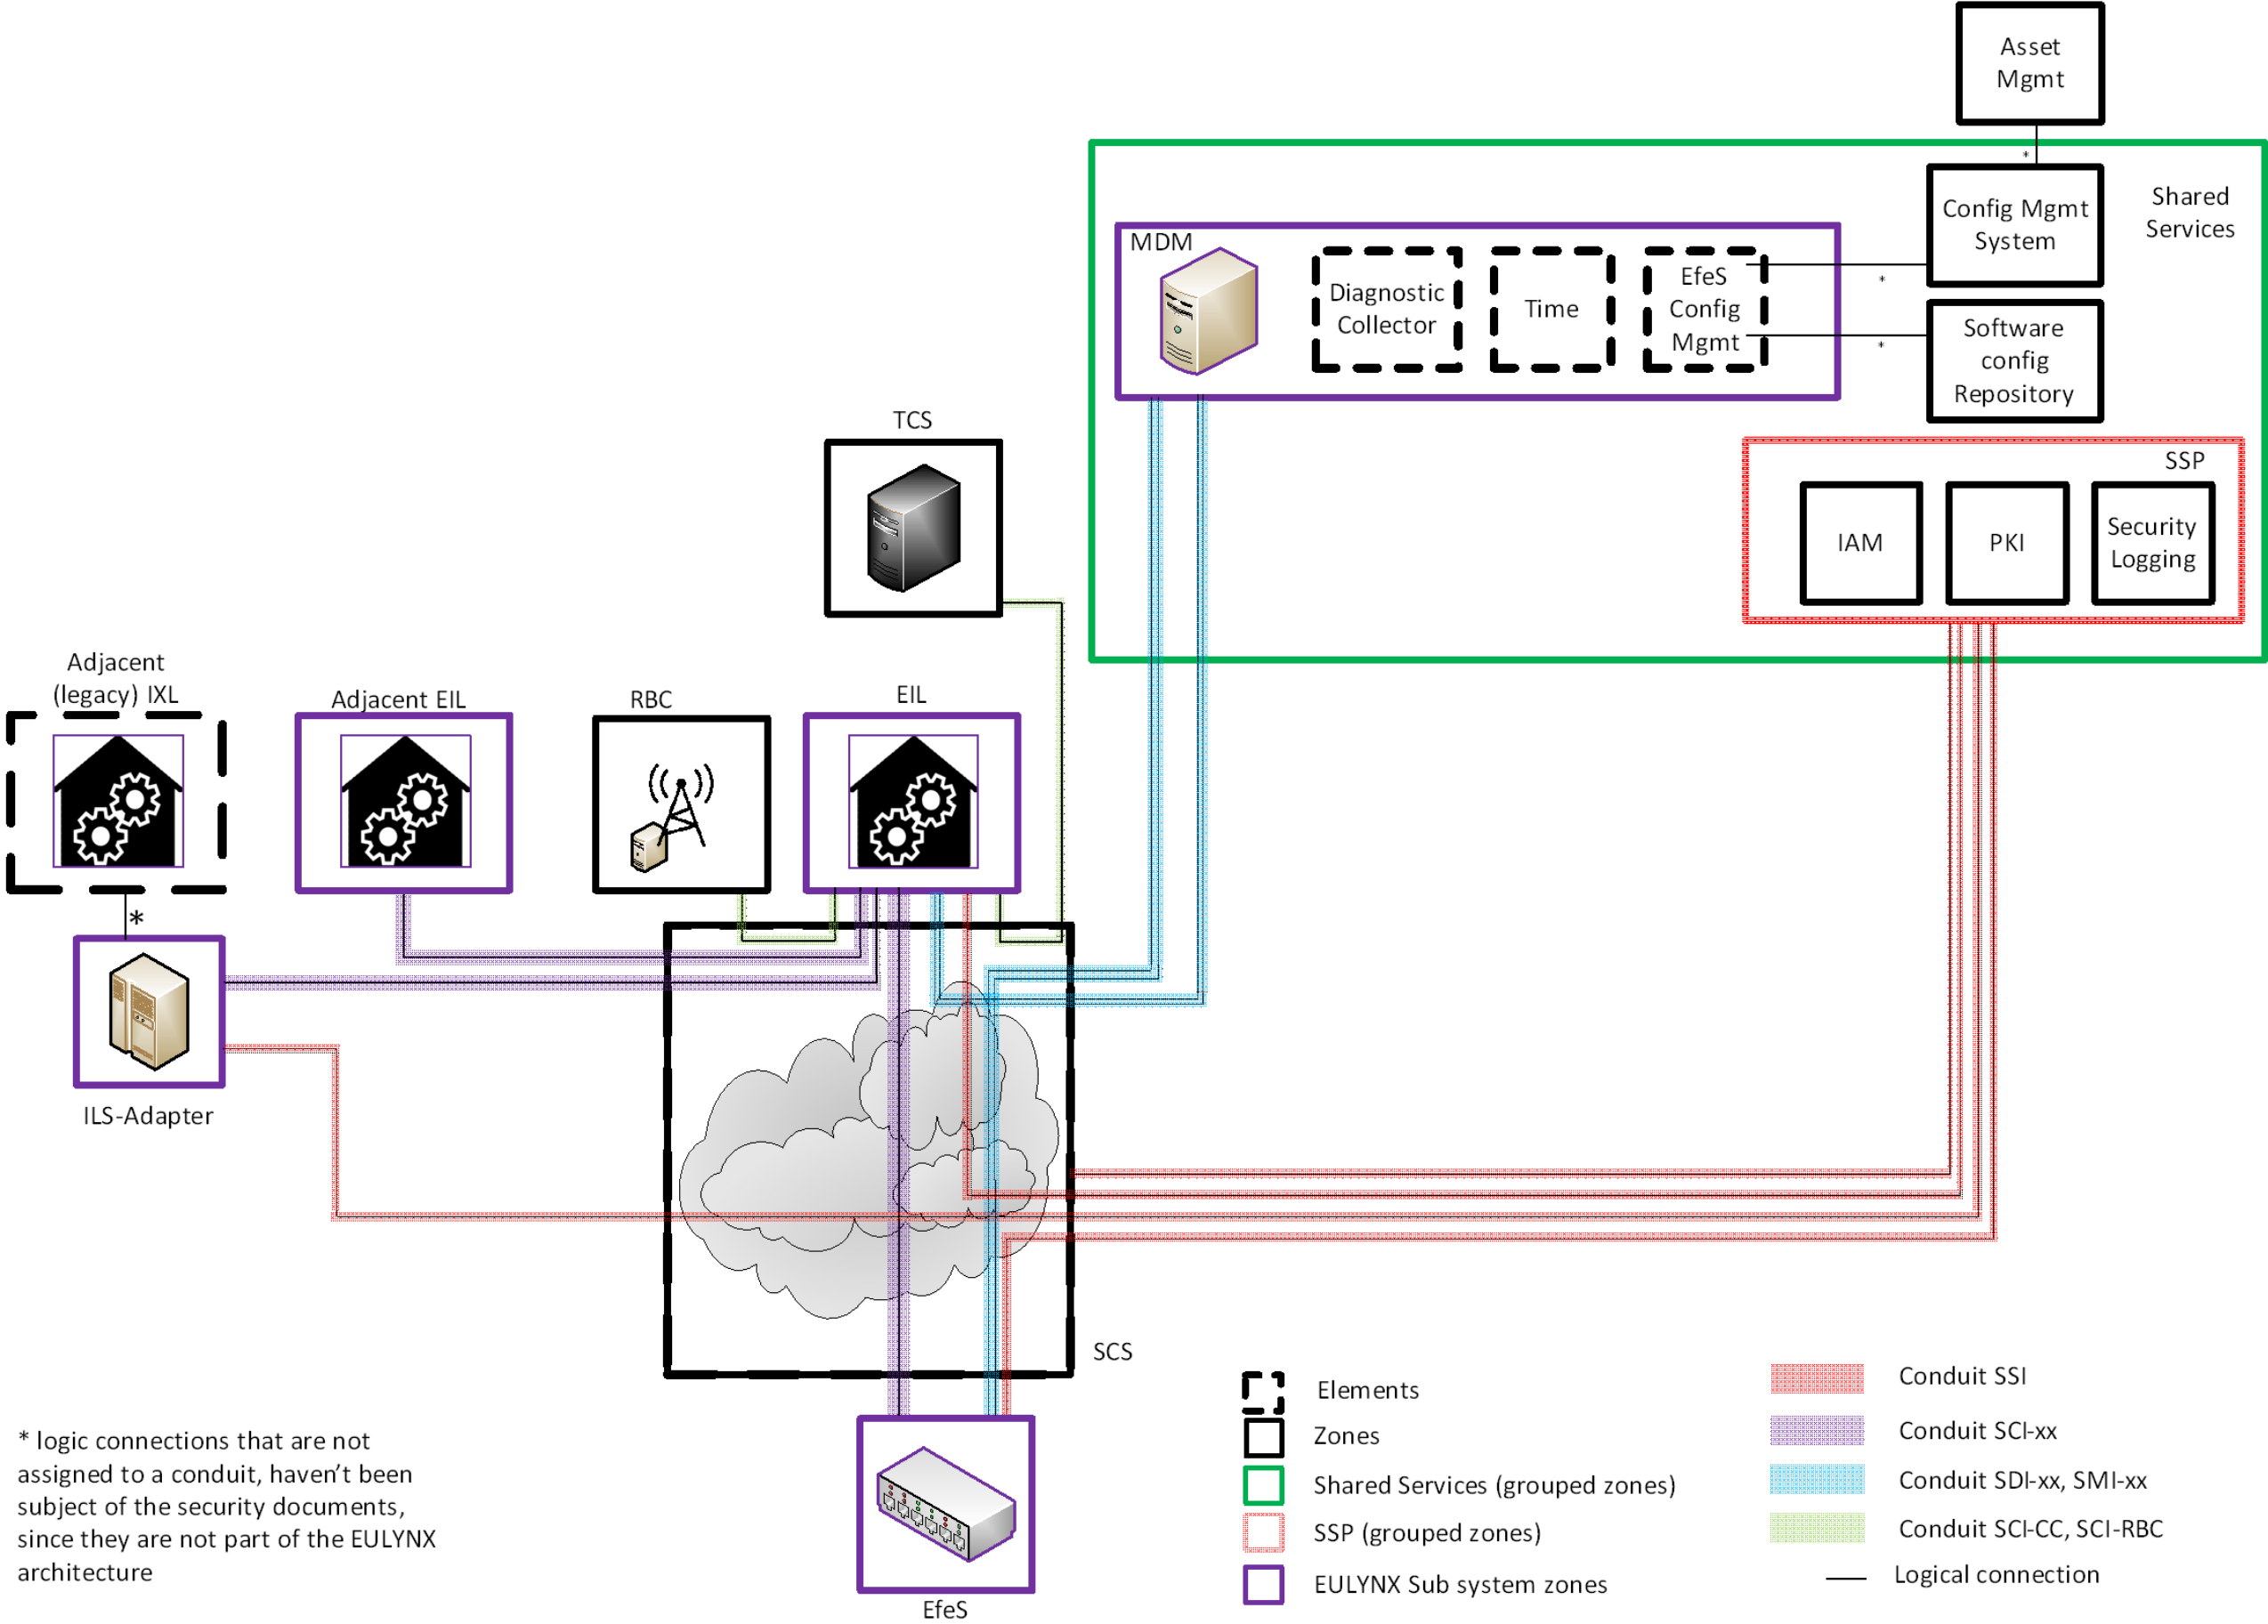 Asset
Mgmt
*
Config Mgmt
System
Shared
Services
MDM
Diagnostic
Collector
Time
EfeS
Config
Mgmt
*
*
Software
config
Repository
TCS
SSP
IAM
PKI
Security
Logging
Adjacent
(legacy) IXL
Adjacent EIL
RBC
EIL
*
ILS-Adapter
SCS
EfeS
* logic connections that are not
assigned to a conduit, haven't been
subject of the security documents,
since they are not part of the EULYNX
architecture
Elements
Zones
Shared Services (grouped zones)
SSP (grouped zones)
EULYNX Sub system zones
Conduit SSI
Conduit SCI-xx
Conduit SDI-xx, SMI-xx
Conduit SCI-CC, SCI-RBC
Logical connection